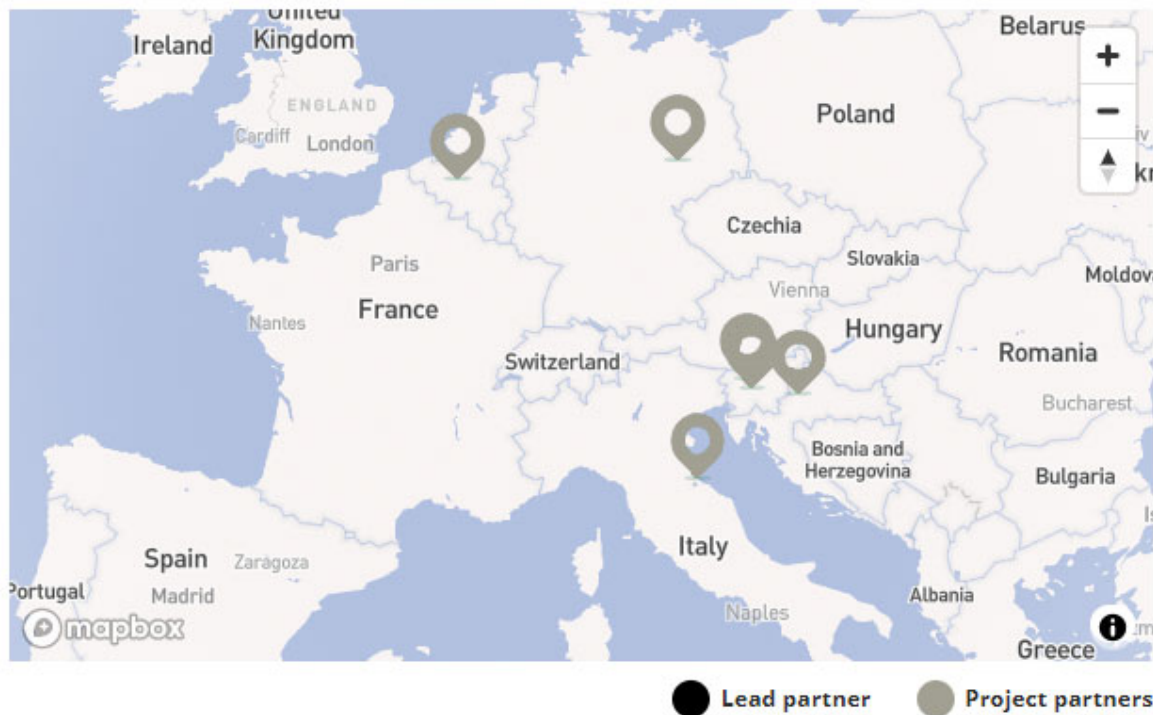 United
Kingdom
Ireland
Belarus
ENGLAND
Cardiff
London
Poland
Czechia
Slovakia
Paris
Vienna
Moldova
France
Nantes
Hungary
Switzerland
Romania
Bucharest
Bosnia and
Herzegovina
Bulgaria
Italy
Spain
Zaragoza
Portugal
Madrid
Albania
Naples
mapbox
Greece
Lead partner
Project partners